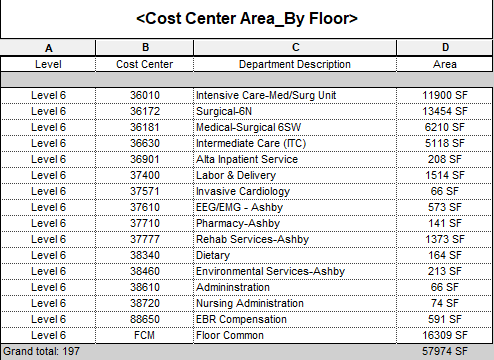 <Cost Center Area_By Floor>
A B C D
Level Cost Center Department Description Area
Level 6 36010 Intensive Care-Med/Surg Unit 11900 SF
Level 6 36172 Surgical-6N 13454 SF
Level 6 36181 Medical-Surgical 6SW 6210 SF
Level 6 36630 Intermediate Care (ITC) 5118 SF
Level 6 36901 Alta Inpatient Service 208 SF
Level 6 37400 Labor & Delivery 1514 SF
Level 6 37571 Invasive Cardiology 66 SF
Level 6 37610 EEG/EMG - Ashby 573 SF
Level 6 37710 Pharmacy-Ashby 141 SF
Level 6 37777 Rehab Services-Ashby 1373 SF
Level 6 38340 Dietary 164 SF
Level 6 38460 Environmental Services-Ashby 213 SF
Level 6 38610 Admininstration 66 SF
Level 6 38720 Nursing Administration 74 SF
Level 6 88650 EBR Compensation 591 SF
Level 6 FCM Floor Common 16309 SF
Grand total: 197 57974 SF